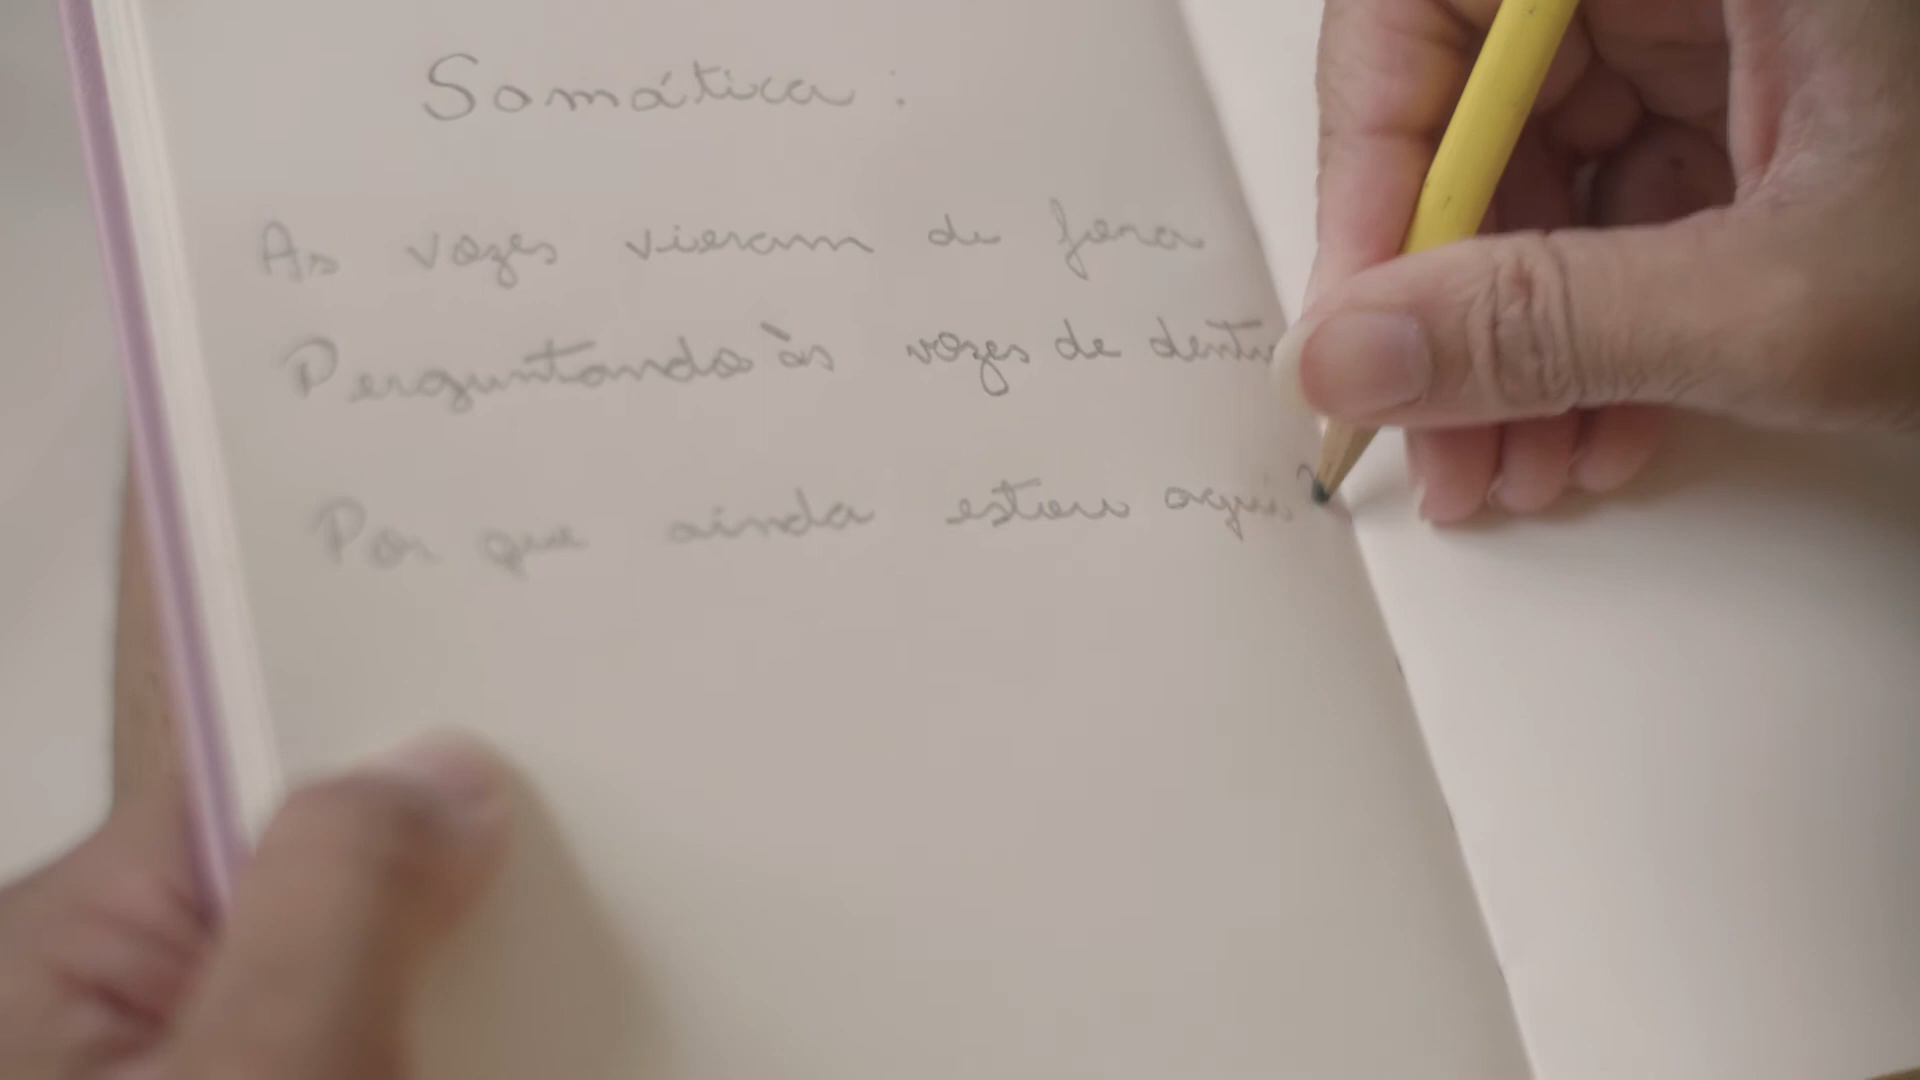 Somática:
As vozes vieram de fora
Perguntando às vozes de dentro
Por que ainda estou aqui?